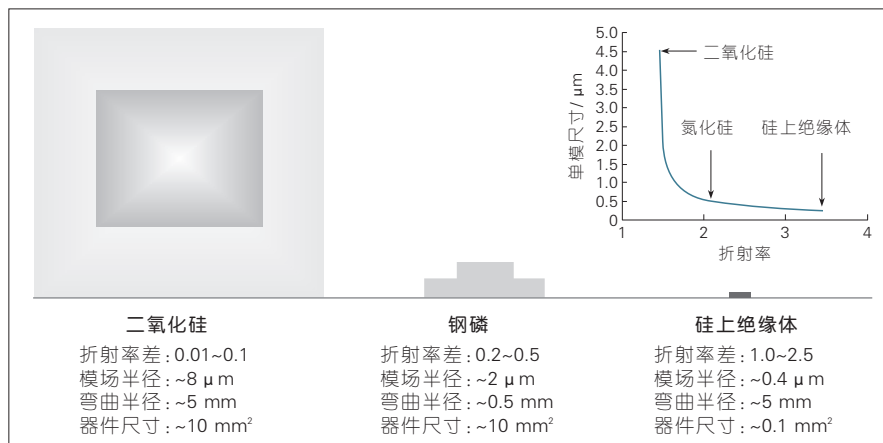 5.0
4.5
4.0
3.5
3.0
2.5
2.0
1.5
1.0
0.5
0
单模尺寸/μm
二氧化硅
氮化硅
硅上绝缘体
1
2
3
4
折射率
二氧化硅
折射率差:0.01~0.1
模场半径:~8 μm
弯曲半径:~5 mm
器件尺寸:~10 mm²
钢磷
折射率差:0.2~0.5
模场半径:~2 μm
弯曲半径:~0.5 mm
器件尺寸:~10 mm²
硅上绝缘体
折射率差:1.0~2.5
模场半径:~0.4 μm
弯曲半径:~5 mm
器件尺寸:~0.1 mm²